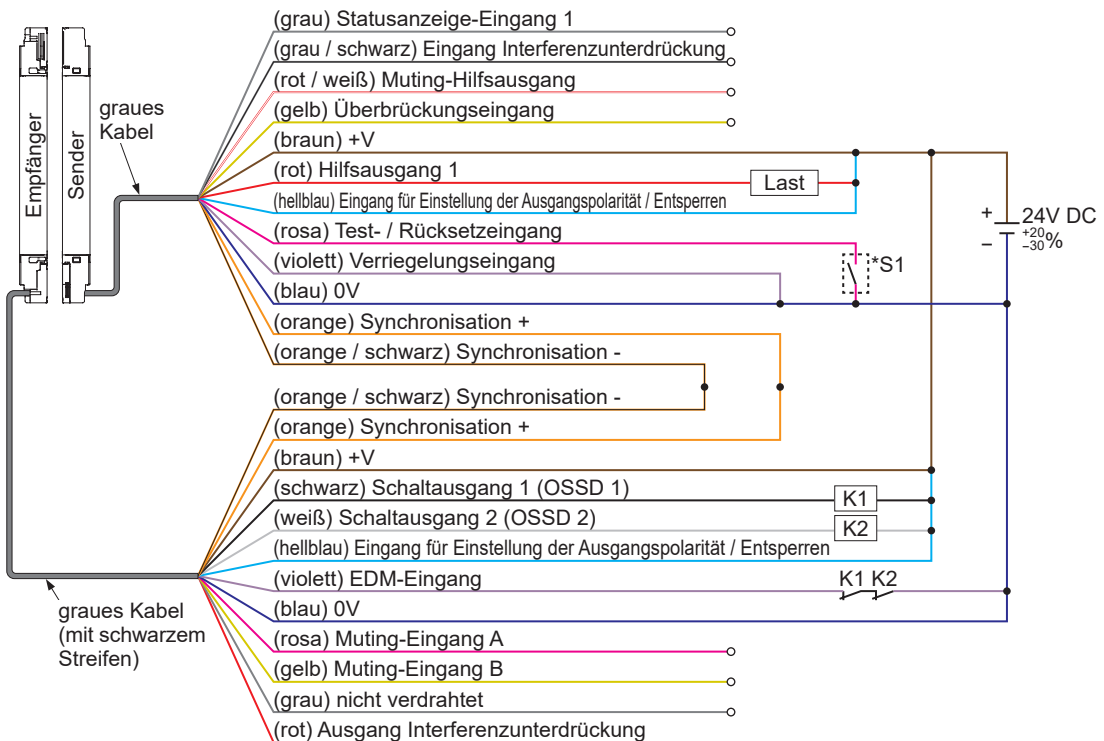 (grau) Statusanzeige-Eingang 1
(grau / schwarz) Eingang Interferenzunterdrückung
(rot / weiß) Muting-Hilfsausgang
(gelb) Überbrückungseingang
(braun) +V
(rot) Hilfsausgang 1
Last
(hellblau) Eingang für Einstellung der Ausgangspolarität / Entsperren
(rosa) Test- / Rücksetzeingang
(violett) Verriegelungseingang
(blau) 0V
(orange) Synchronisation +
(orange / schwarz) Synchronisation -
Empfänger
Sender
graues
Kabel
*S1
+
−
24V DC
+20
−30 %
(orange / schwarz) Synchronisation -
(orange) Synchronisation +
(braun) +V
(schwarz) Schaltausgang 1 (OSSD 1)
K1
(weiß) Schaltausgang 2 (OSSD 2)
K2
(hellblau) Eingang für Einstellung der Ausgangspolarität / Entsperren
(violett) EDM-Eingang
K1 K2
(blau) 0V
(rosa) Muting-Eingang A
(gelb) Muting-Eingang B
(grau) nicht verdrahtet
(rot) Ausgang Interferenzunterdrückung
graues Kabel
(mit schwarzem
Streifen)